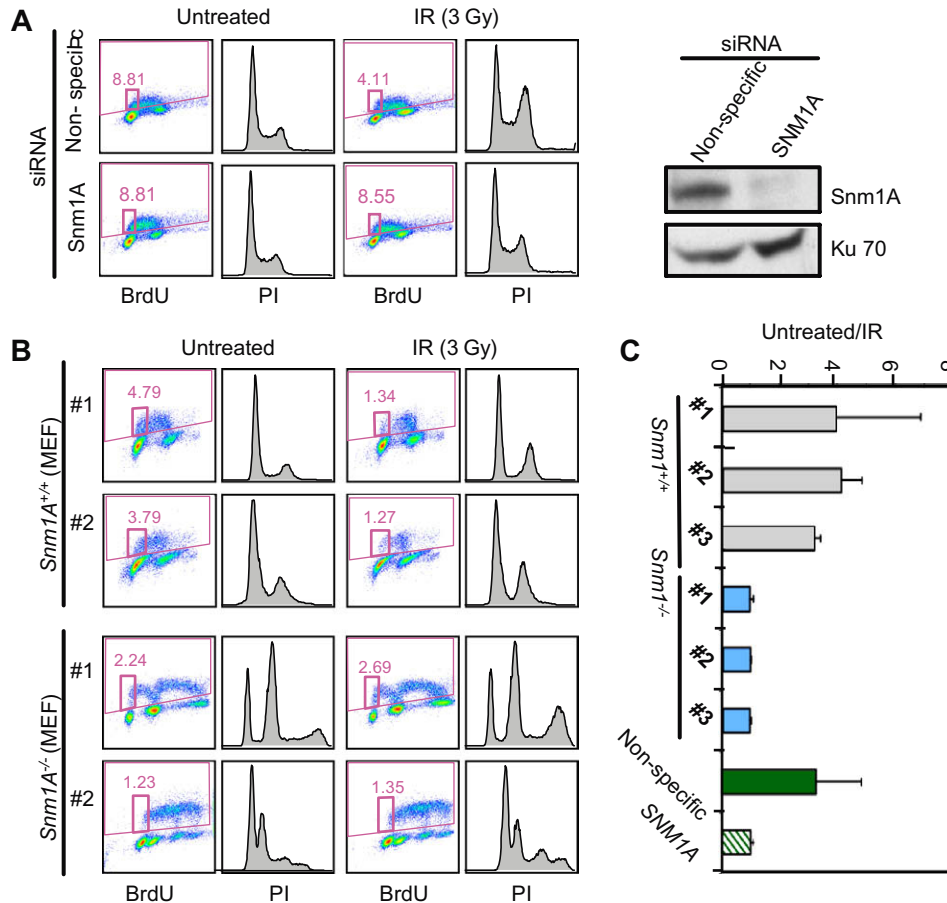 A
Untreated
IR (3 Gy)
siRNA
Non- specific
8.81
4.11
Snm1A
8.81
8.55
BrdU
PI
BrdU
PI
siRNA
Non-specific
SNM1A
Snm1A
Ku 70
B
Untreated
IR (3 Gy)
Snm1A+/+ (MEF)
#1
4.79
1.34
#2
3.79
1.27
Snm1A-/- (MEF)
#1
2.24
2.69
#2
1.23
1.35
BrdU
PI
BrdU
PI
C
Untreated/IR
0 2 4 6 8
Snm1+/+
#1
#2
#3
Snm1-/-
#1
#2
#3
Non-specific
SNM1A